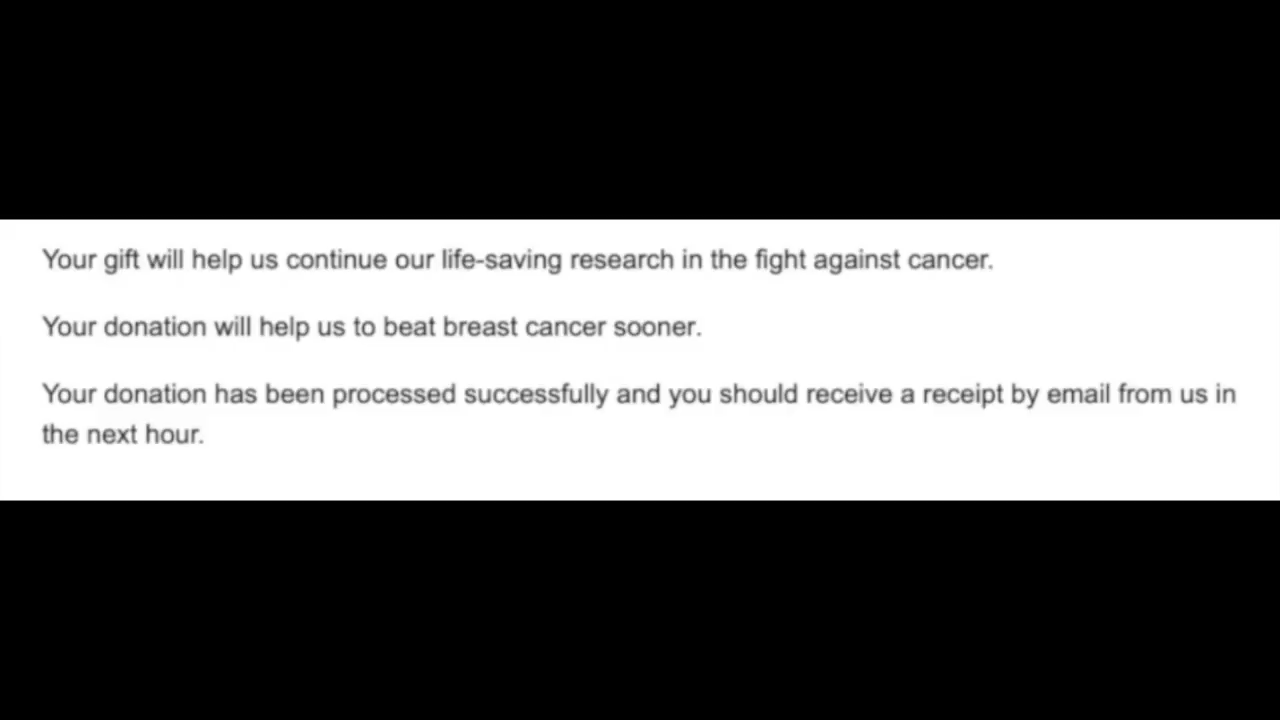 Your gift will help us continue our life-saving research in the fight against cancer.
Your donation will help us to beat breast cancer sooner.
Your donation has been processed successfully and you should receive a receipt by email from us in
the next hour.